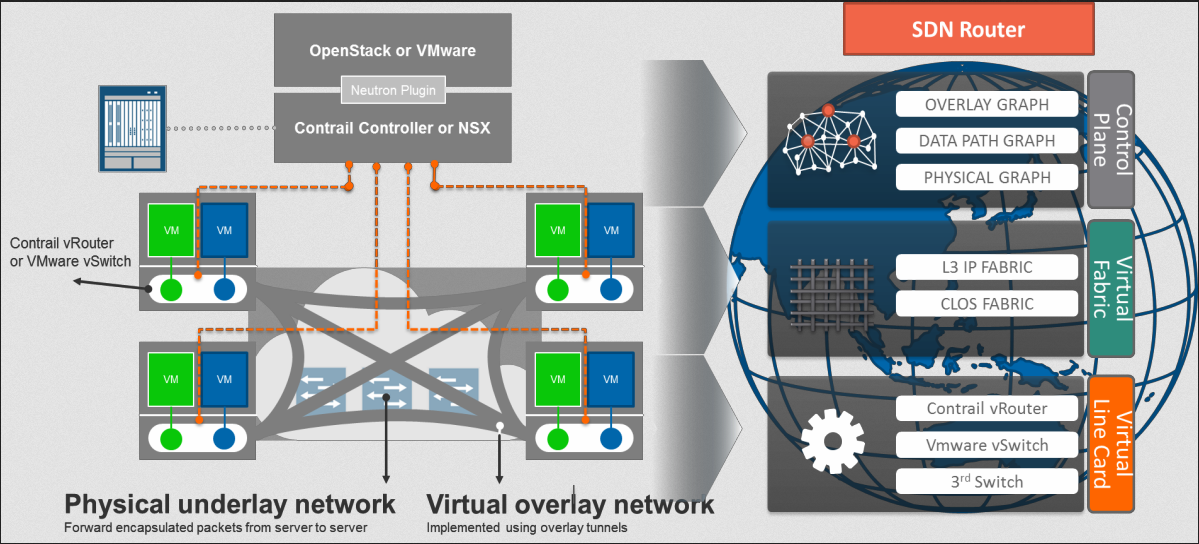 SDN Router
OpenStack or VMware
Neutron Plugin
Contrail Controller or NSX
VM
VM
VM
VM
Contrail vRouter
or VMware vSwitch
VM
VM
VM
VM
Physical underlay network
Forward encapsulated packets from server to server
Virtual overlay network
Implemented using overlay tunnels
OVERLAY GRAPH
DATA PATH GRAPH
PHYSICAL GRAPH
Control
Plane
L3 IP FABRIC
CLOS FABRIC
Virtual
Fabric
Contrail vRouter
Vmware vSwitch
3rd Switch
Virtual
Line Card